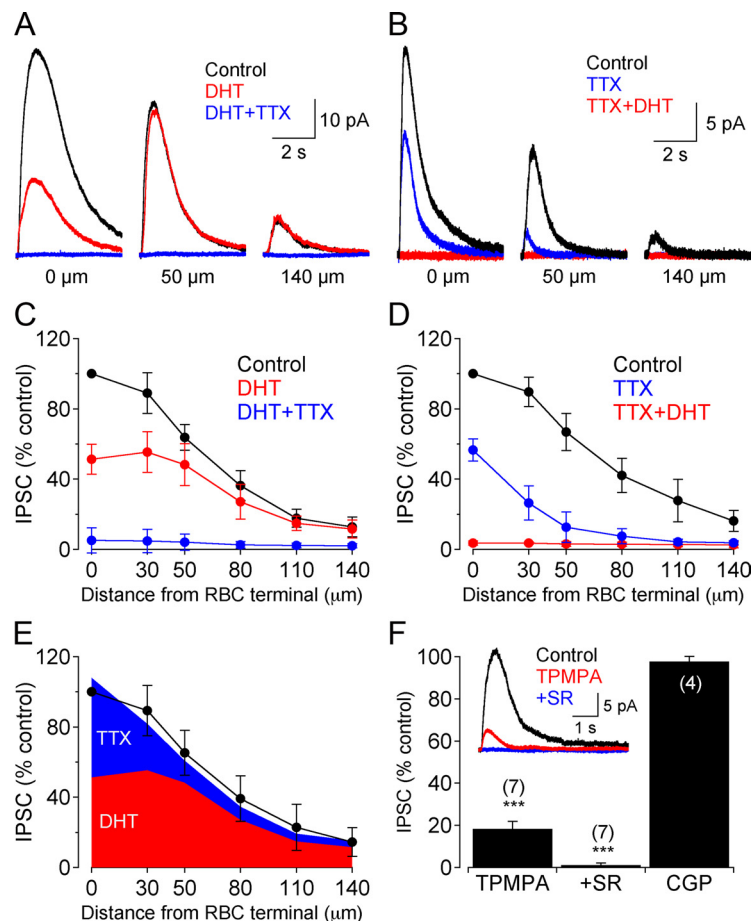 A
Control
DHT
DHT+TTX
10 pA
2 s
0 µm
50 µm
140 µm
B
Control
TTX
TTX+DHT
5 pA
2 s
0 µm
50 µm
140 µm
C
IPSC (% control)
120
80
40
0
Control
DHT
DHT+TTX
0 30 50 80 110 140
Distance from RBC terminal (µm)
D
IPSC (% control)
120
80
40
0
Control
TTX
TTX+DHT
0 30 50 80 110 140
Distance from RBC terminal (µm)
E
IPSC (% control)
120
80
40
0
TTX
DHT
0 30 50 80 110 140
Distance from RBC terminal (µm)
F
IPSC (% control)
100
80
60
40
20
0
Control
TPMPA
+SR
5 pA
1 s
(7)
***
(7)
***
(4)
TPMPA +SR CGP